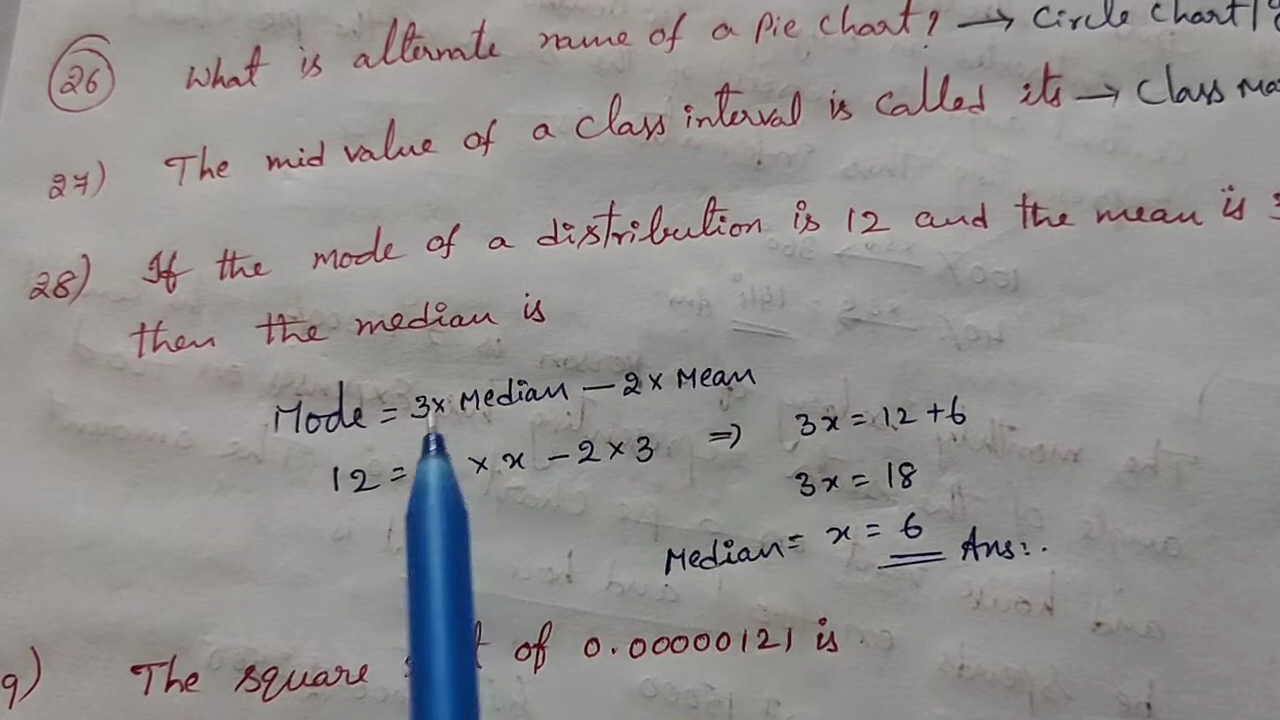 26 What is alternate name of a pie chart? → Circle Chart
27) The mid value of a class interval is called its → Class
28) If the mode of a distribution is 12 and the mean is 3
then the median is
Mode = 3x Median - 2 x Mean
12 = x x - 2 x 3 ⇒ 3x = 12 + 6
3x = 18
Median = x = 6 Ans:.
9) The square of 0.00000121 is